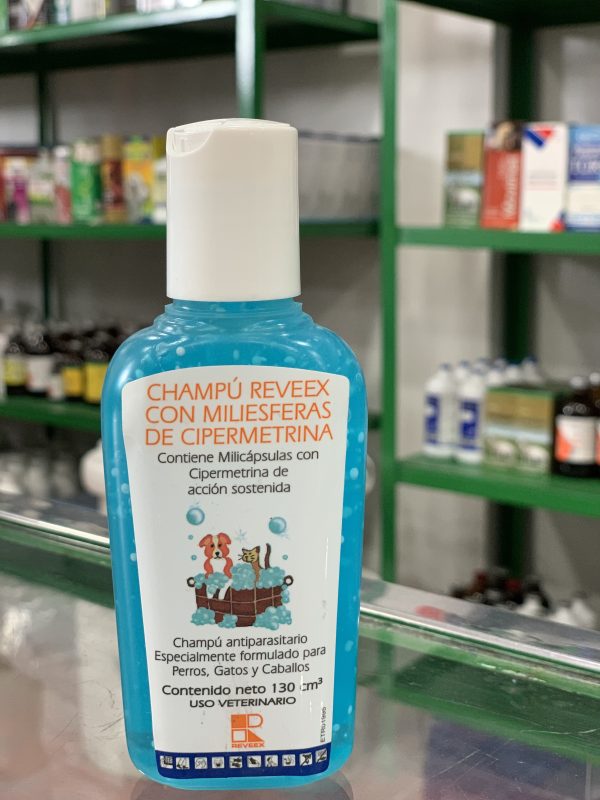 CHAMPÚ REVEEX
CON MILIESFERAS
DE CIPERMETRINA
Contiene Milicápsulas con
Cipermetrina de
acción sostenida
Champú antiparasitario
Especialmente formulado para
Perros, Gatos y Caballos
Contenido neto 130 cm³
USO VETERINARIO
REVEEX